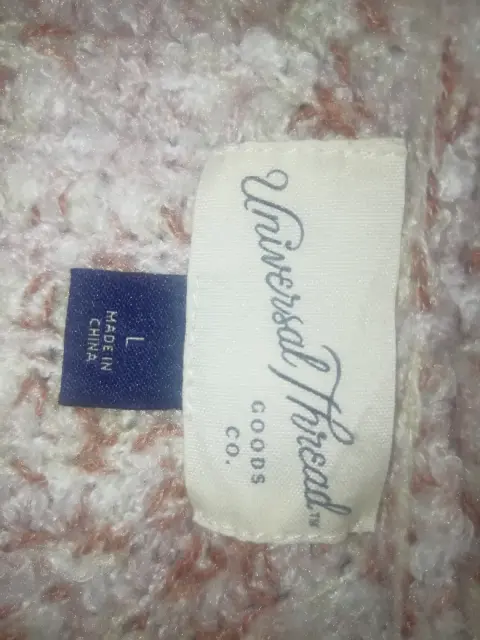 Universal Thread™
GOODS
CO.
L
MADE IN
CHINA